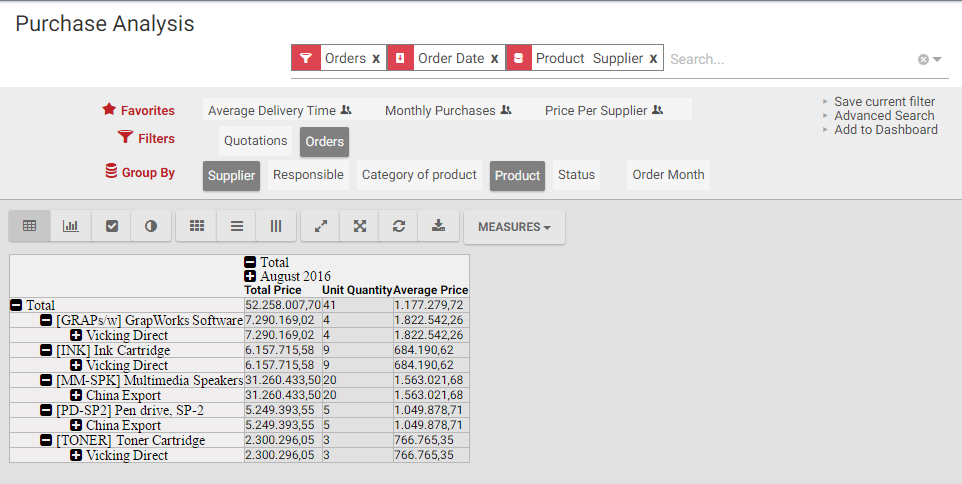 Purchase Analysis
Orders x Order Date x Product Supplier x Search...
Favorites Average Delivery Time Monthly Purchases Price Per Supplier
Save current filter
Advanced Search
Add to Dashboard
Filters Quotations Orders
Group By Supplier Responsible Category of product Product Status Order Month
MEASURES
Total
August 2016
Total Price Unit Quantity Average Price
Total 52.258.007,70 41 1.177.279,72
[GRAPs/w] GrapWorks Software 7.290.169,02 4 1.822.542,26
Vicking Direct 7.290.169,02 4 1.822.542,26
[INK] Ink Cartridge 6.157.715,58 9 684.190,62
Vicking Direct 6.157.715,58 9 684.190,62
[MM-SPK] Multimedia Speakers 31.260.433,50 20 1.563.021,68
China Export 31.260.433,50 20 1.563.021,68
[PD-SP2] Pen drive, SP-2 5.249.393,55 5 1.049.878,71
China Export 5.249.393,55 5 1.049.878,71
[TONER] Toner Cartridge 2.300.296,05 3 766.765,35
Vicking Direct 2.300.296,05 3 766.765,35